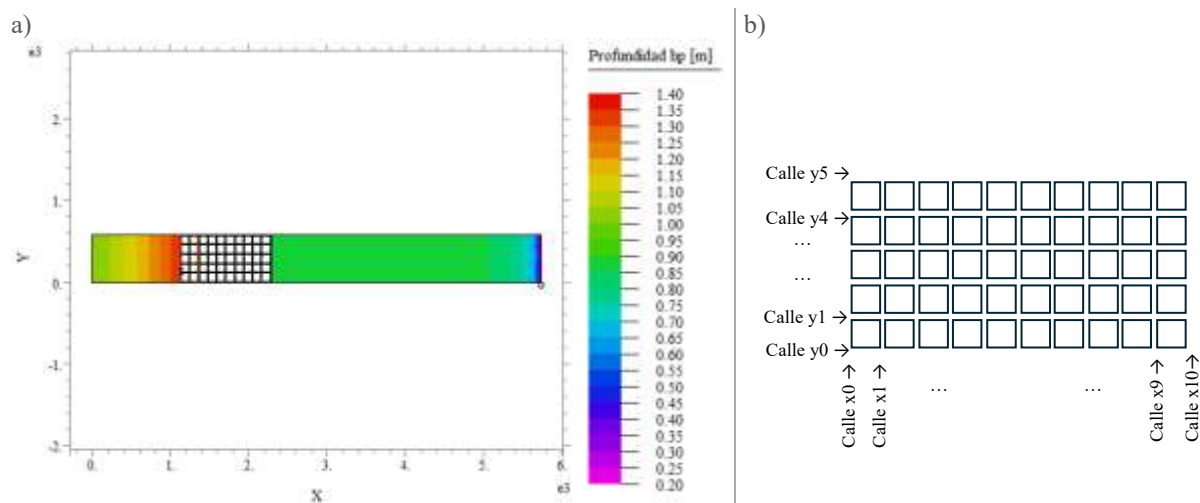 a)
e3
Profundidad hp [m]
1.40
1.35
1.30
1.25
1.20
1.15
1.10
1.05
1.00
0.95
0.90
0.85
0.80
0.75
0.70
0.65
0.60
0.55
0.50
0.45
0.40
0.35
0.30
0.25
0.20
2.
1.
0.
-1.
-2.
Y
0. 1. 2. 3. 4. 5. 6.
X
e3
b)
Calle y5 →
Calle y4 →
...
...
Calle y1 →
Calle y0 →
Calle x0 →
Calle x1 →
...
...
Calle x9 →
Calle x10→